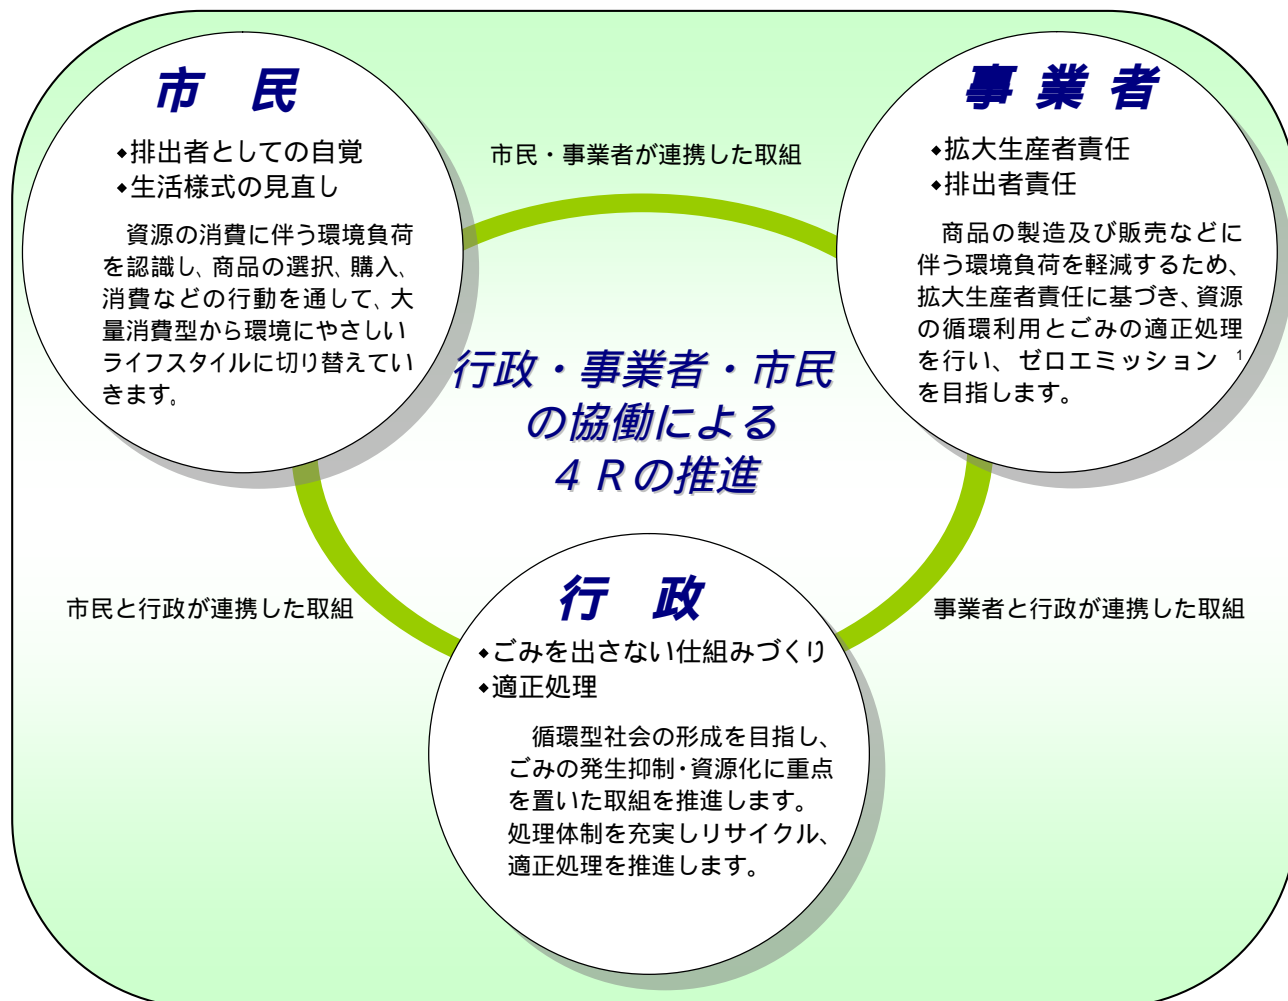 市　民
◆排出者としての自覚
◆生活様式の見直し
　資源の消費に伴う環境負荷
を認識し、商品の選択、購入、
消費などの行動を通して、大
量消費型から環境にやさしい
ライフスタイルに切り替えてい
きます。
市民・事業者が連携した取組
事 業 者
◆拡大生産者責任
◆排出者責任
　商品の製造及び販売などに
伴う環境負荷を軽減するため、
拡大生産者責任に基づき、資源
の循環利用とごみの適正処理
を行い、ゼロエミッション 1
を目指します。
行政・事業者・市民
の協働による
４Ｒの推進
市民と行政が連携した取組
事業者と行政が連携した取組
行　政
◆ごみを出さない仕組みづくり
◆適正処理
　循環型社会の形成を目指し、
ごみの発生抑制・資源化に重点
を置いた取組を推進します。
処理体制を充実しリサイクル、
適正処理を推進します。